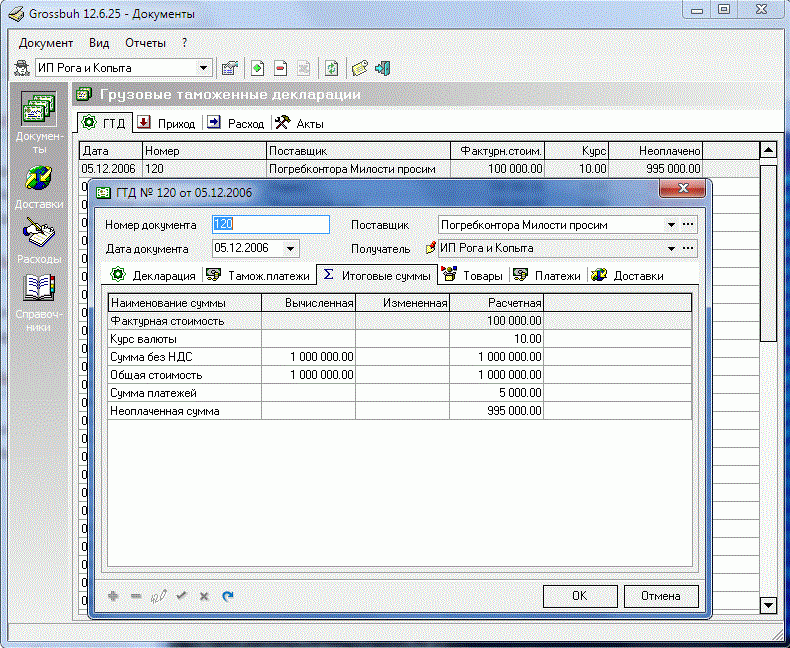 Grossbuh 12.6.25 - Документы
Документ Вид Отчеты ?
ИП Рога и Копыта
Грузовые таможенные декларации
Докумен-
ты
Доставки
Расходы
Справоч-
ники
ГТД Приход Расход Акты
Дата Номер Поставщик Фактурн.стоим. Курс Неоплачено
05.12.2006 120 Погребконтора Милости просим 100 000.00 10.00 995 000.00
ГТД № 120 от 05.12.2006
Номер документа 120 Поставщик Погребконтора Милости просим
Дата документа 05.12.2006 Получатель ИП Рога и Копыта
Декларация Тамож.платежи Σ Итоговые суммы Товары Платежи Доставки
Наименование суммы Вычисленная Измененная Расчетная
Фактурная стоимость 100 000.00
Курс валюты 10.00
Сумма без НДС 1 000 000.00 1 000 000.00
Общая стоимость 1 000 000.00 1 000 000.00
Сумма платежей 5 000.00
Неоплаченная сумма 995 000.00
OK Отмена